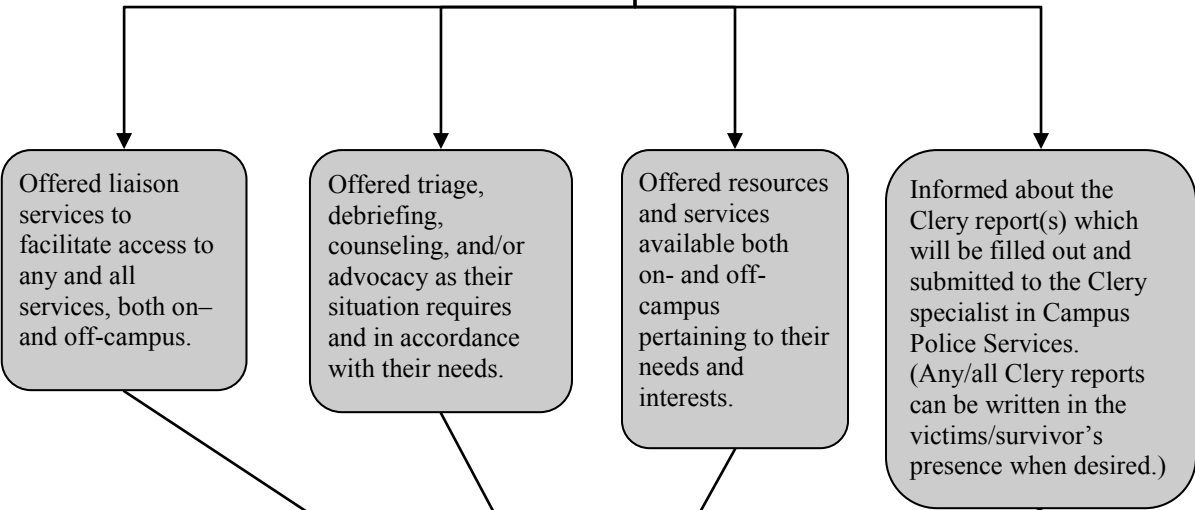 Offered liaison
services to
facilitate access to
any and all
services, both on–
and off-campus.
Offered triage,
debriefing,
counseling, and/or
advocacy as their
situation requires
and in accordance
with their needs.
Offered resources
and services
available both
on- and off-
campus
pertaining to their
needs and
interests.
Informed about the
Clery report(s) which
will be filled out and
submitted to the Clery
specialist in Campus
Police Services.
(Any/all Clery reports
can be written in the
victims/survivor’s
presence when desired.)